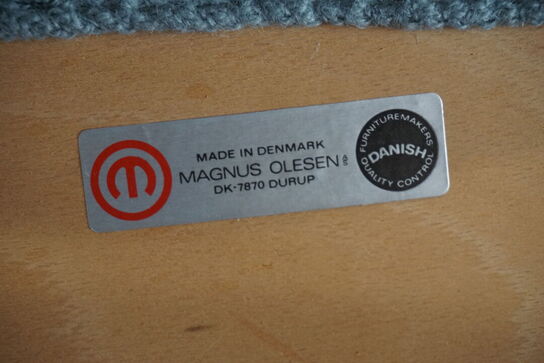 MADE IN DENMARK
MAGNUS OLESEN
DK-7870 DURUP
FURNITUREMAKERS
DANISH
QUALITY CONTROL